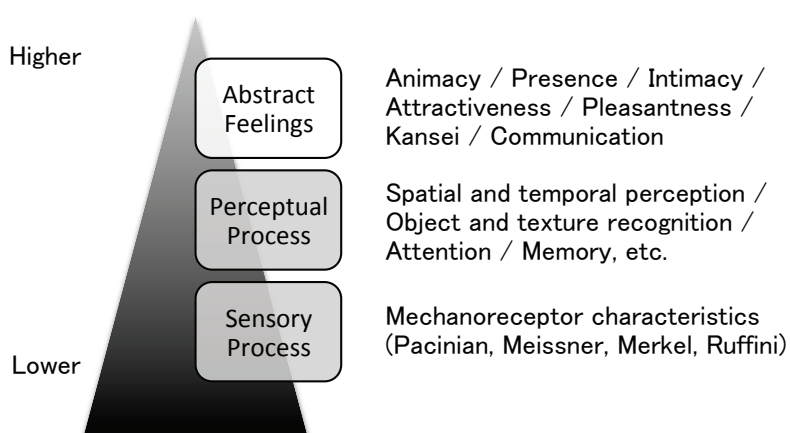 Higher
Abstract
Feelings
Animacy / Presence / Intimacy /
Attractiveness / Pleasantness /
Kansei / Communication
Perceptual
Process
Spatial and temporal perception /
Object and texture recognition /
Attention / Memory, etc.
Sensory
Process
Mechanoreceptor characteristics
(Pacinian, Meissner, Merkel, Ruffini)
Lower